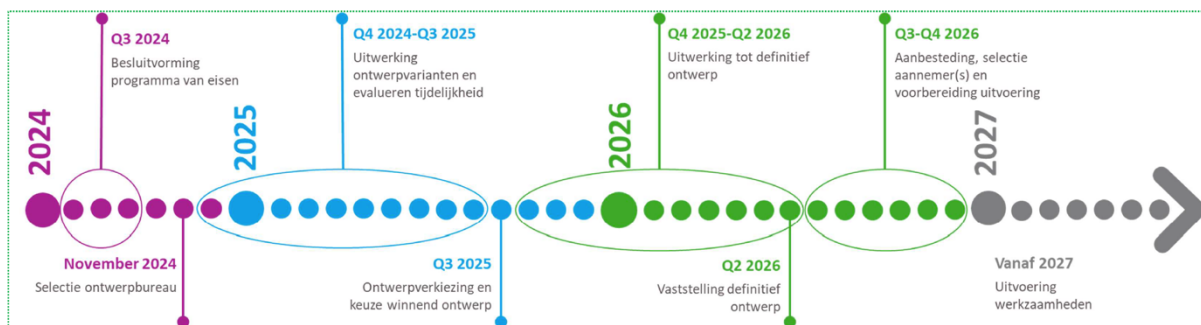 Q3 2024
Besluitvorming
programma van eisen
Q4 2024-Q3 2025
Uitwerking
ontwerpvarianten en
evalueren tijdelijkheid
Q4 2025-Q2 2026
Uitwerking tot definitief
ontwerp
Q3-Q4 2026
Aanbesteding, selectie
aannemer(s) en
voorbereiding uitvoering
2024
2025
2026
2027
November 2024
Selectie ontwerpbureau
Q3 2025
Ontwerpverkiezing en
keuze winnend ontwerp
Q2 2026
Vaststelling definitief
ontwerp
Vanaf 2027
Uitvoering
werkzaamheden